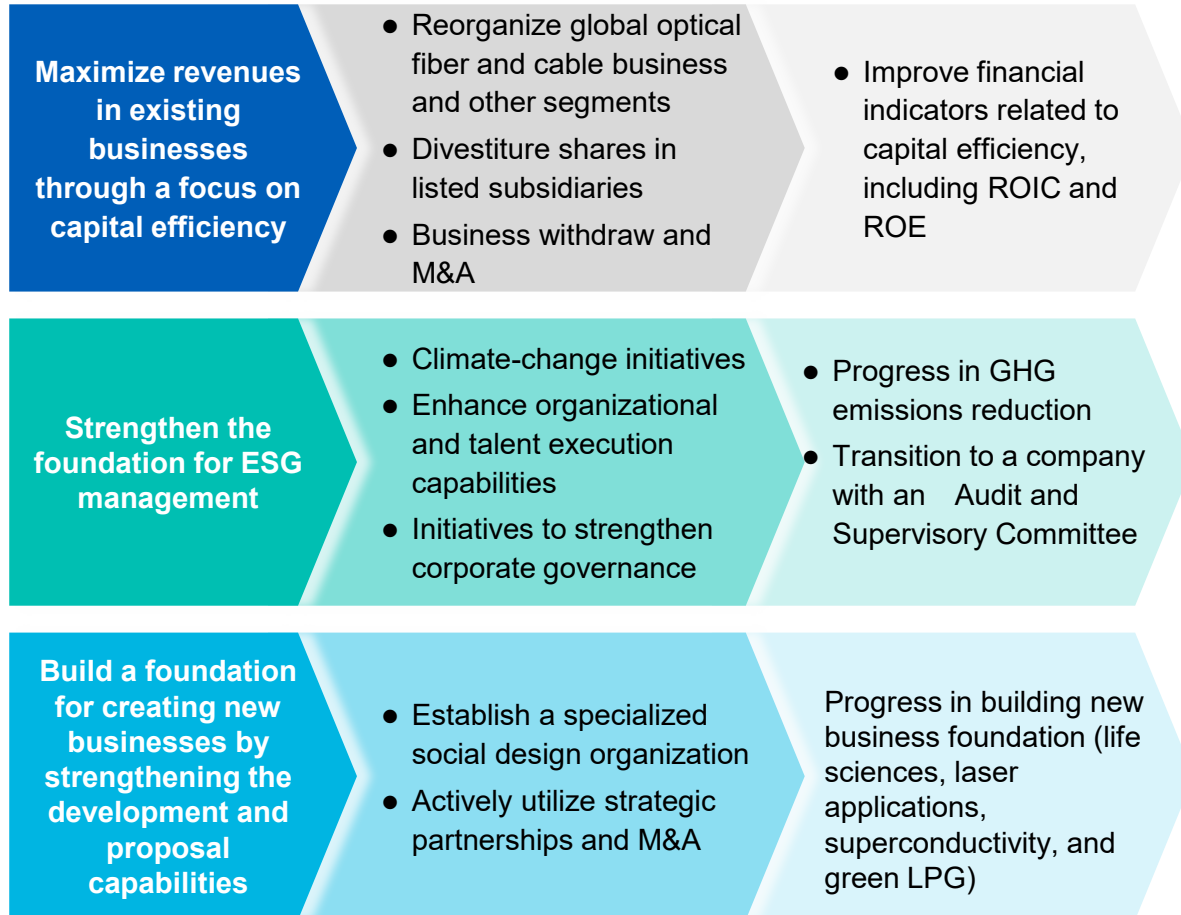 Maximize revenues
in existing
businesses
through a focus on
capital efficiency
● Reorganize global optical
fiber and cable business
and other segments
● Divestiture shares in
listed subsidiaries
● Business withdraw and
M&A
● Improve financial
indicators related to
capital efficiency,
including ROIC and
ROE
Strengthen the
foundation for ESG
management
● Climate-change initiatives
● Enhance organizational
and talent execution
capabilities
● Initiatives to strengthen
corporate governance
● Progress in GHG
emissions reduction
● Transition to a company
with an Audit and
Supervisory Committee
Build a foundation
for creating new
businesses by
strengthening the
development and
proposal
capabilities
● Establish a specialized
social design organization
● Actively utilize strategic
partnerships and M&A
Progress in building new
business foundation (life
sciences, laser
applications,
superconductivity, and
green LPG)